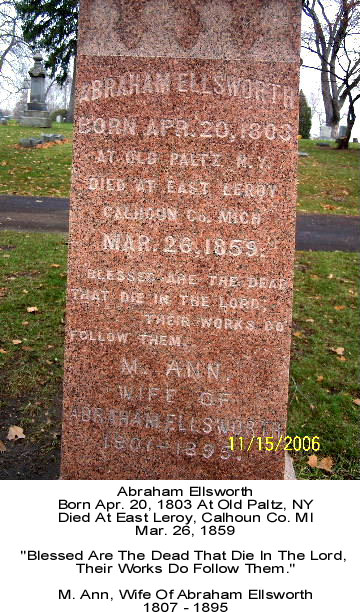 ABRAHAM ELLSWORTH
BORN APR. 20, 1803
AT OLD PALTZ N.Y.
DIED AT EAST LEROY
CALHOUN CO. MICH
MAR. 26, 1859.
BLESSED ARE THE DEAD
THAT DIE IN THE LORD,
THEIR WORKS DO
FOLLOW THEM.
M. ANN,
WIFE OF
ABRAHAM ELLSWORTH
1807-1895.
11/15/2006
Abraham Ellsworth
Born Apr. 20, 1803 At Old Paltz, NY
Died At East Leroy, Calhoun Co. MI
Mar. 26, 1859
"Blessed Are The Dead That Die In The Lord,
Their Works Do Follow Them."
M. Ann, Wife Of Abraham Ellsworth
1807 - 1895